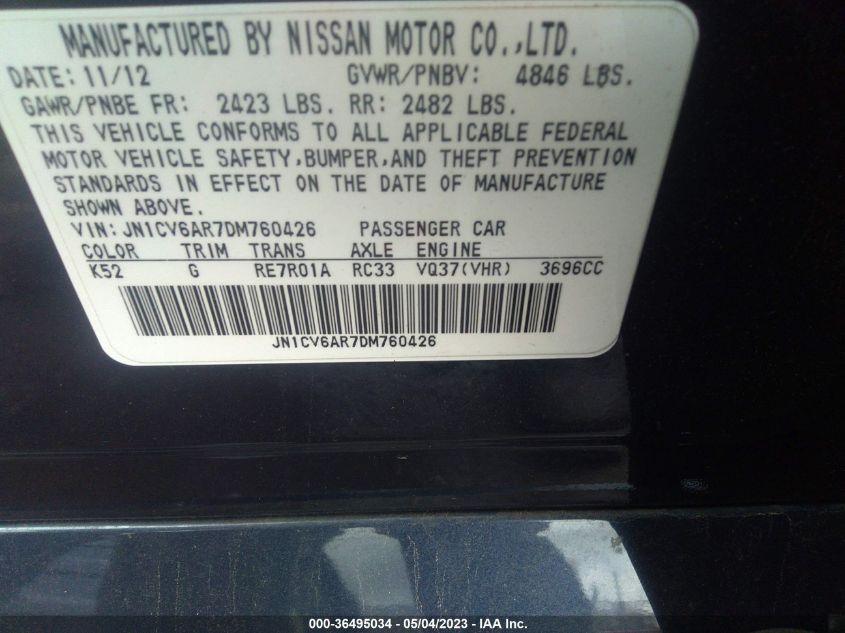 MANUFACTURED BY NISSAN MOTOR CO.,LTD.
DATE: 11/12 GVWR/PNBV: 4846 LBS.
GAWR/PNBE FR: 2423 LBS. RR: 2482 LBS.
THIS VEHICLE CONFORMS TO ALL APPLICABLE FEDERAL
MOTOR VEHICLE SAFETY,BUMPER,AND THEFT PREVENTION
STANDARDS IN EFFECT ON THE DATE OF MANUFACTURE
SHOWN ABOVE.
VIN: JN1CV6AR7DM760426 PASSENGER CAR
COLOR TRIM TRANS AXLE ENGINE
K52 G RE7R01A RC33 VQ37(VHR) 3696CC
JN1CV6AR7DM760426
000-36495034 - 05/04/2023 - IAA Inc.